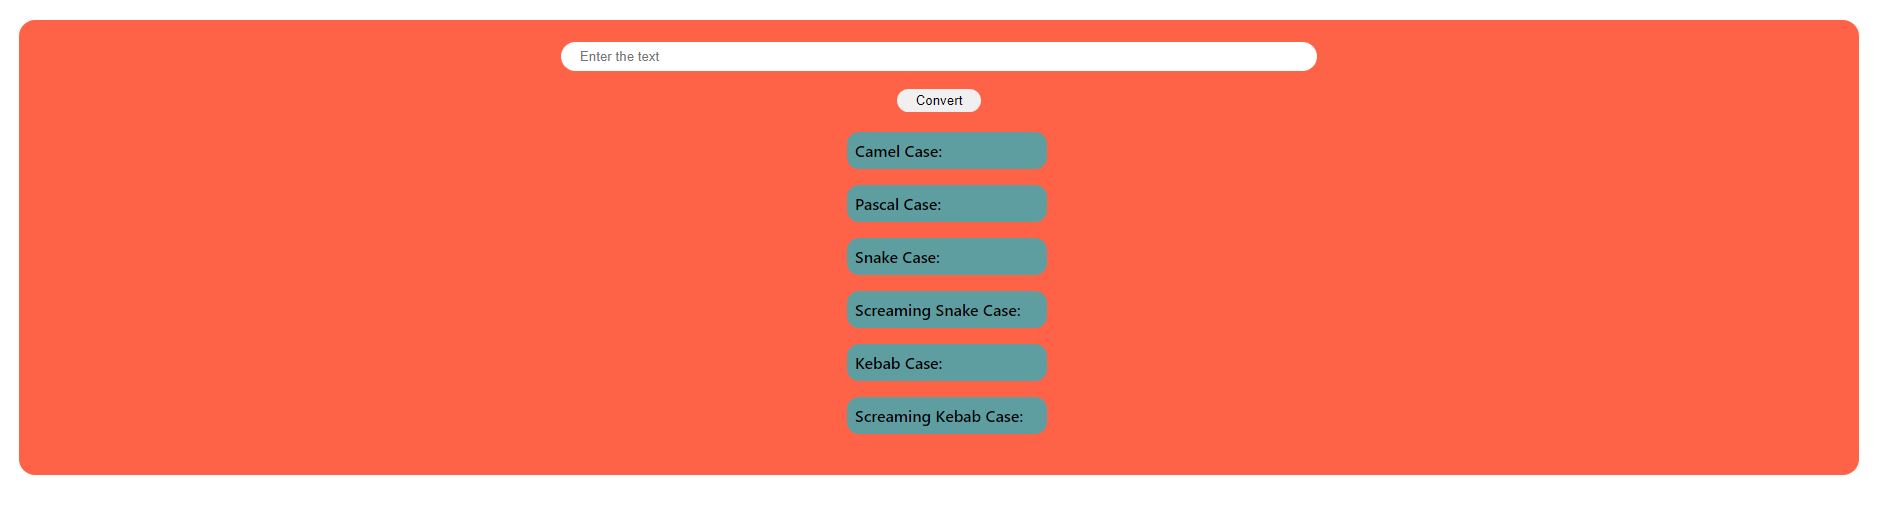 Enter the text
Convert
Camel Case:
Pascal Case:
Snake Case:
Screaming Snake Case:
Kebab Case:
Screaming Kebab Case: